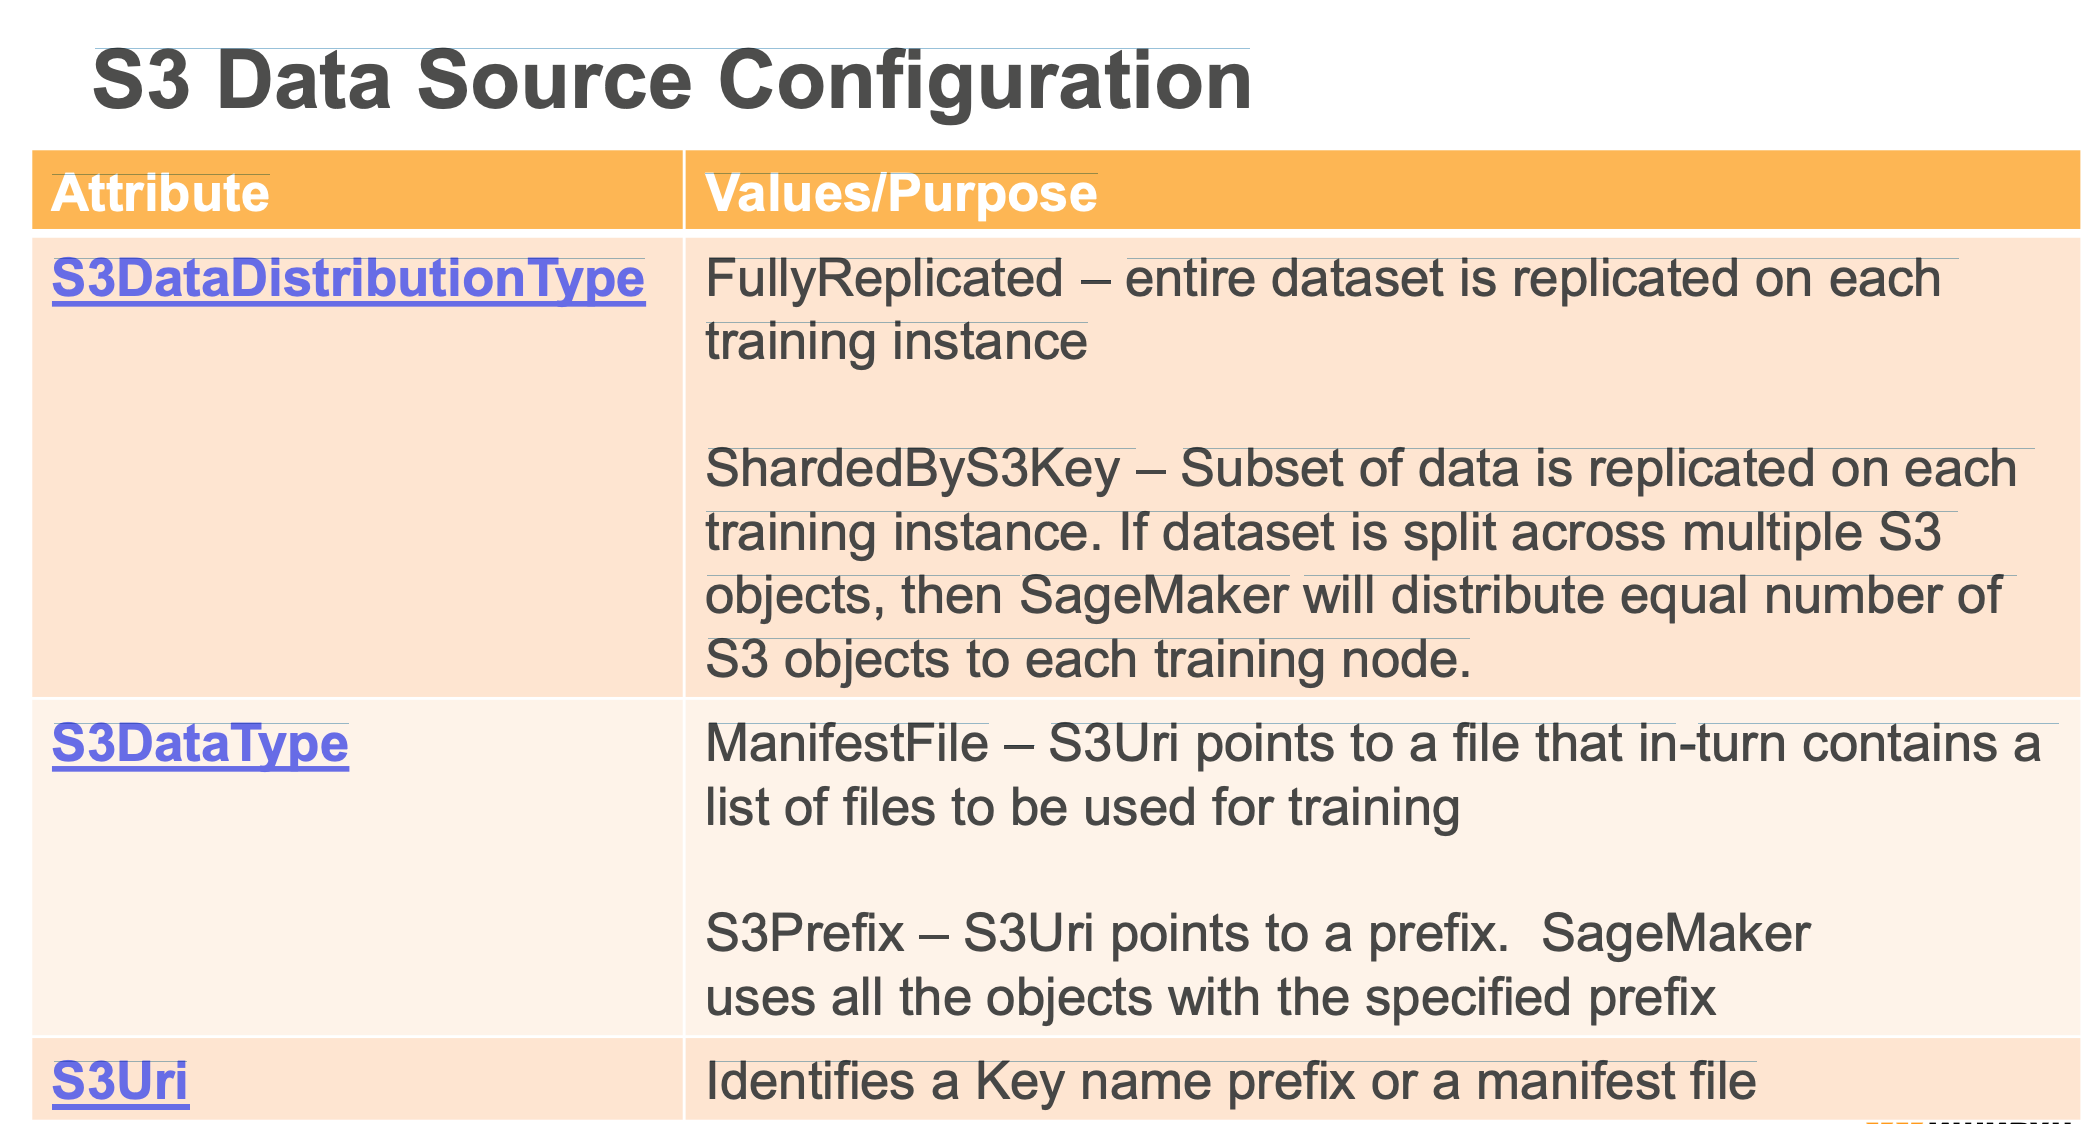 S3 Data Source Configuration
Attribute
Values/Purpose
S3DataDistributionType
FullyReplicated – entire dataset is replicated on each
training instance
ShardedByS3Key – Subset of data is replicated on each
training instance. If dataset is split across multiple S3
objects, then SageMaker will distribute equal number of
S3 objects to each training node.
S3DataType
ManifestFile – S3Uri points to a file that in-turn contains a
list of files to be used for training
S3Prefix – S3Uri points to a prefix.  SageMaker
uses all the objects with the specified prefix
S3Uri
Identifies a Key name prefix or a manifest file